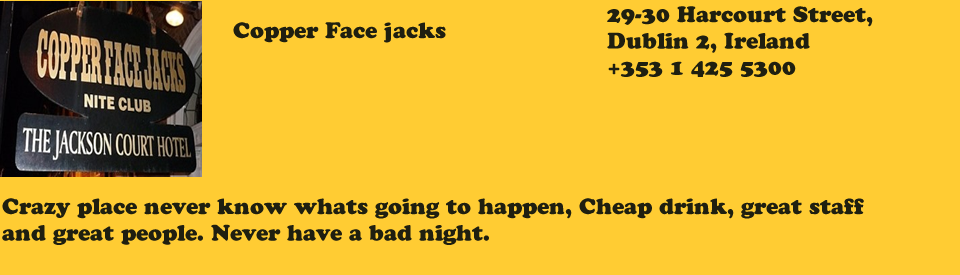 COPPER FACE JACKS
NITE CLUB
THE JACKSON COURT HOTEL
Copper Face jacks
29-30 Harcourt Street,
Dublin 2, Ireland
+353 1 425 5300
Crazy place never know whats going to happen, Cheap drink, great staff
and great people. Never have a bad night.